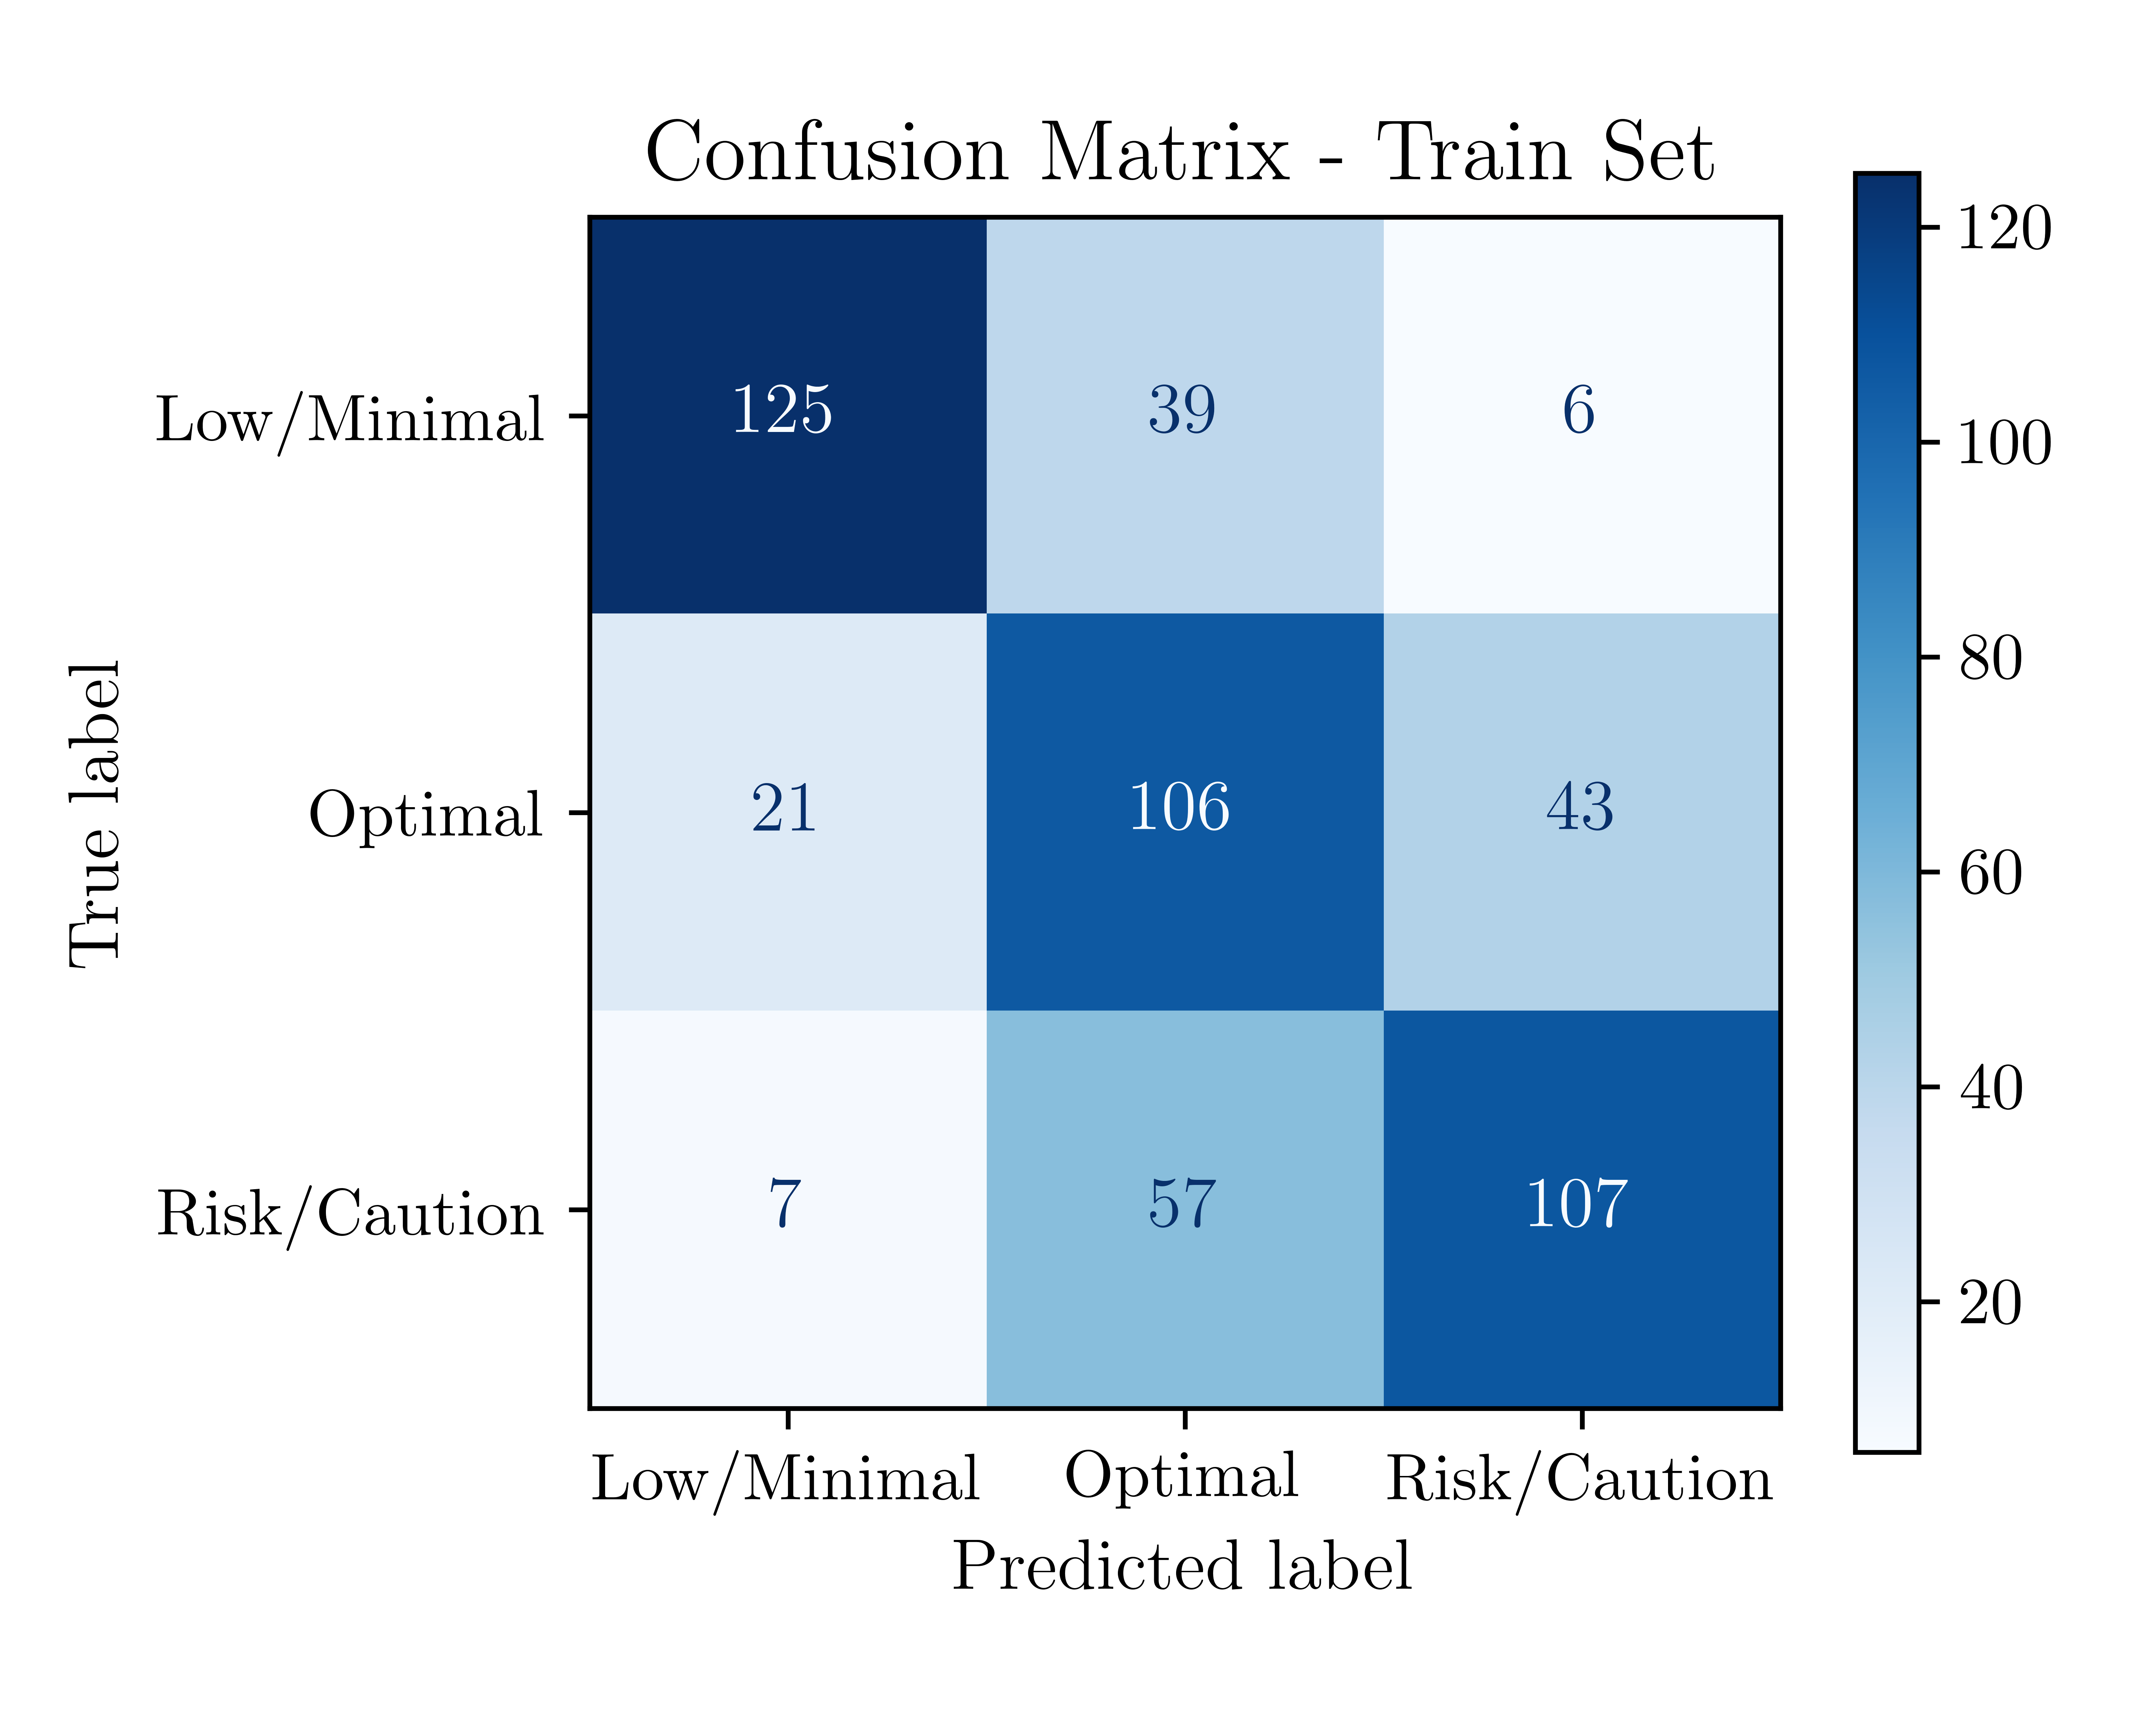 Confusion Matrix - Train Set
True label
Low/Minimal
125 39 6
Optimal
21 106 43
Risk/Caution
7 57 107
Low/Minimal Optimal Risk/Caution
Predicted label
120
100
80
60
40
20